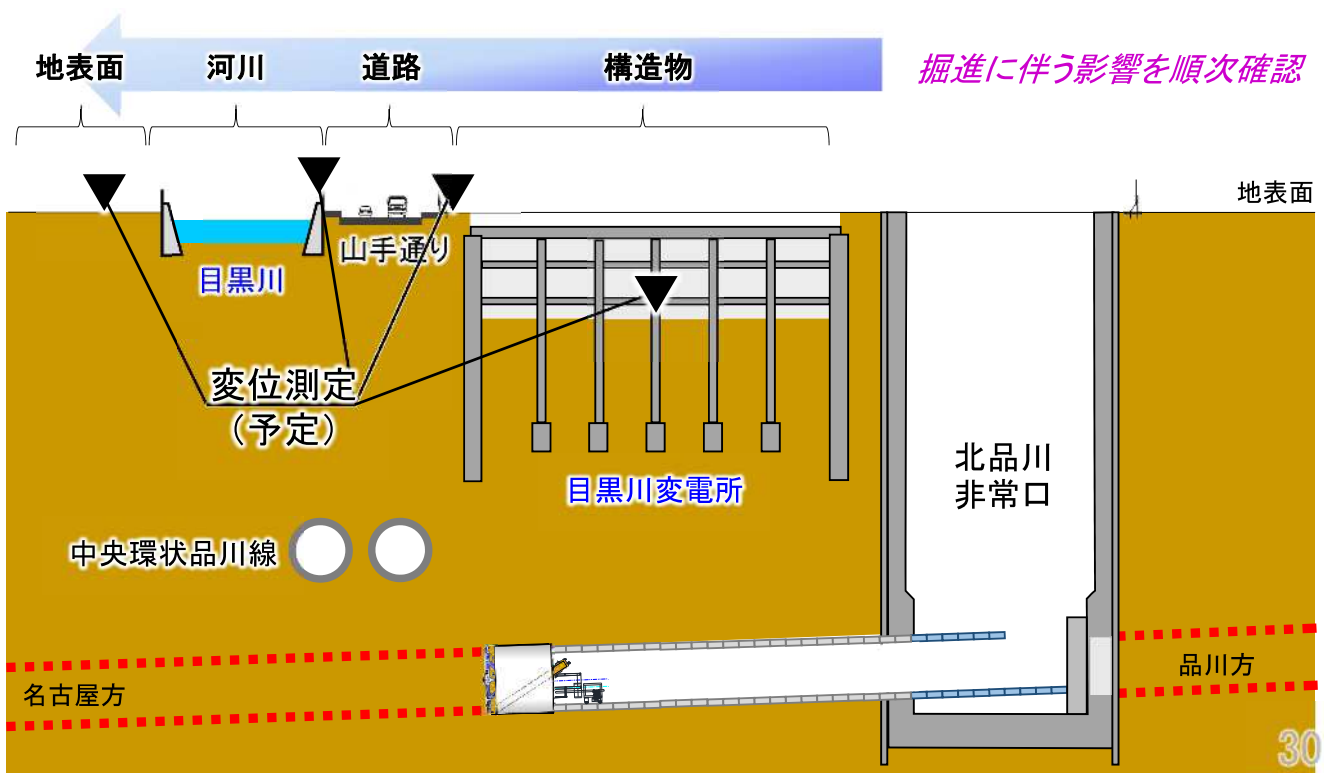 地表面
河川
道路
構造物
掘進に伴う影響を順次確認
地表面
山手通り
目黒川
変位測定
（予定）
北品川
非常口
目黒川変電所
中央環状品川線
名古屋方
品川方
30